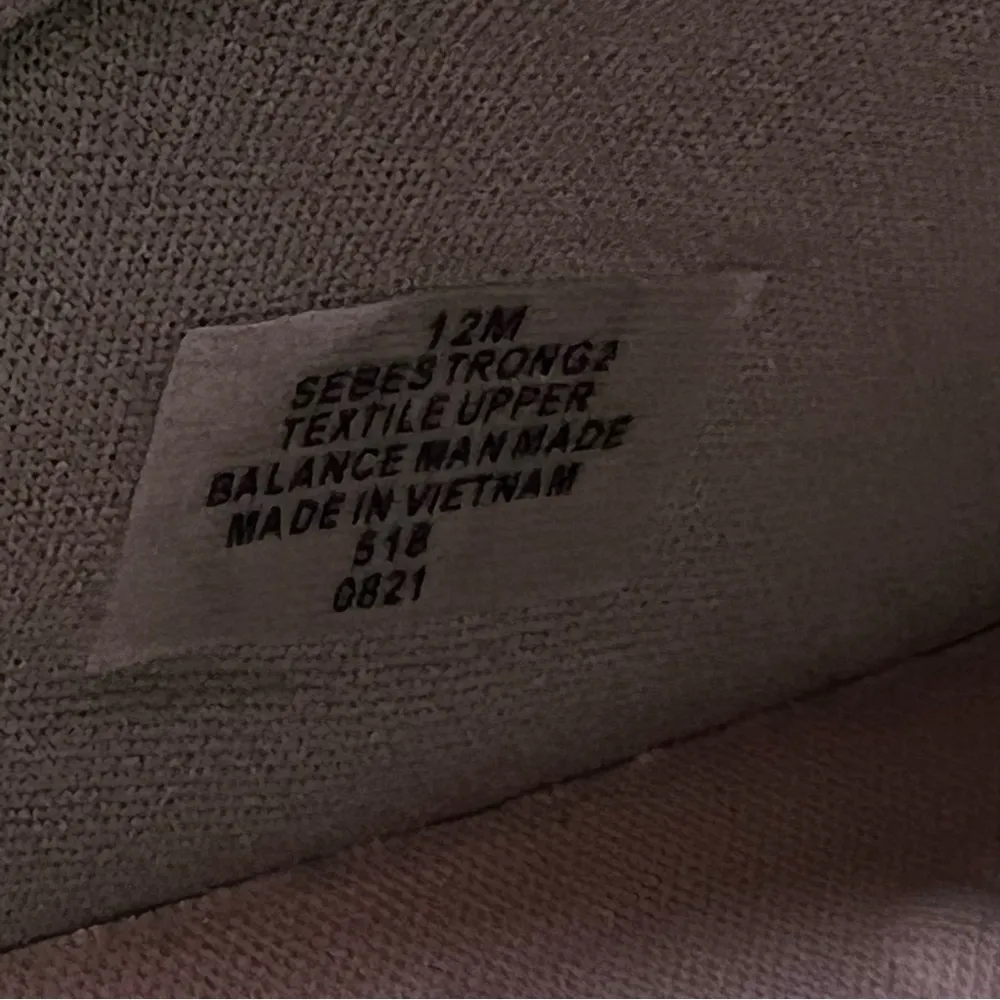 12M
SEBESTRONG2
TEXTILE UPPER
BALANCE MAN MADE
MADE IN VIETNAM
518
0821